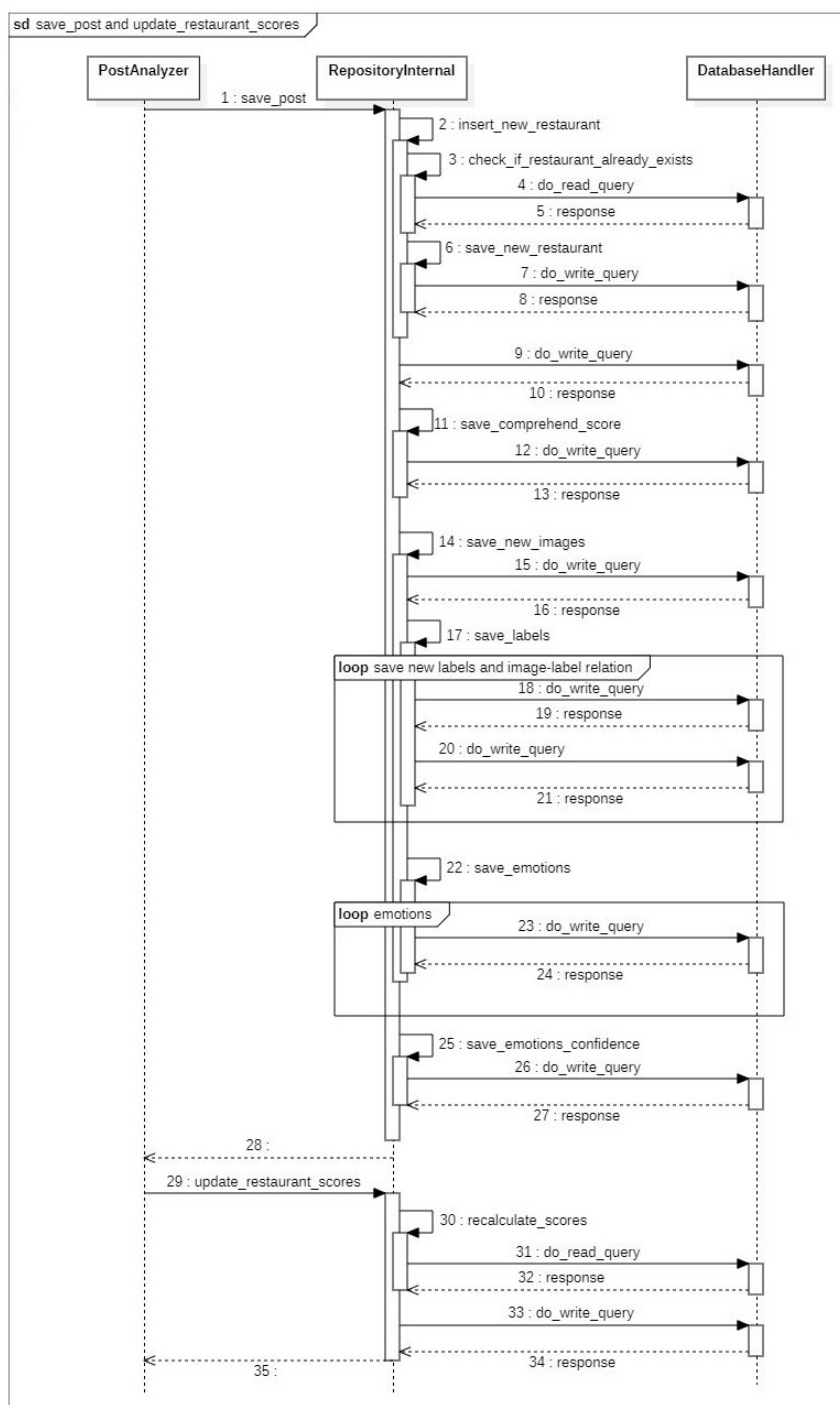 sd save_post and update_restaurant_scores
PostAnalyzer
RepositoryInternal
DatabaseHandler
1 : save_post
2 : insert_new_restaurant
3 : check_if_restaurant_already_exists
4 : do_read_query
5 : response
6 : save_new_restaurant
7 : do_write_query
8 : response
9 : do_write_query
10 : response
11 : save_comprehend_score
12 : do_write_query
13 : response
14 : save_new_images
15 : do_write_query
16 : response
17 : save_labels
loop save new labels and image-label relation
18 : do_write_query
19 : response
20 : do_write_query
21 : response
22 : save_emotions
loop emotions
23 : do_write_query
24 : response
25 : save_emotions_confidence
26 : do_write_query
27 : response
28 :
29 : update_restaurant_scores
30 : recalculate_scores
31 : do_read_query
32 : response
33 : do_write_query
34 : response
35 :